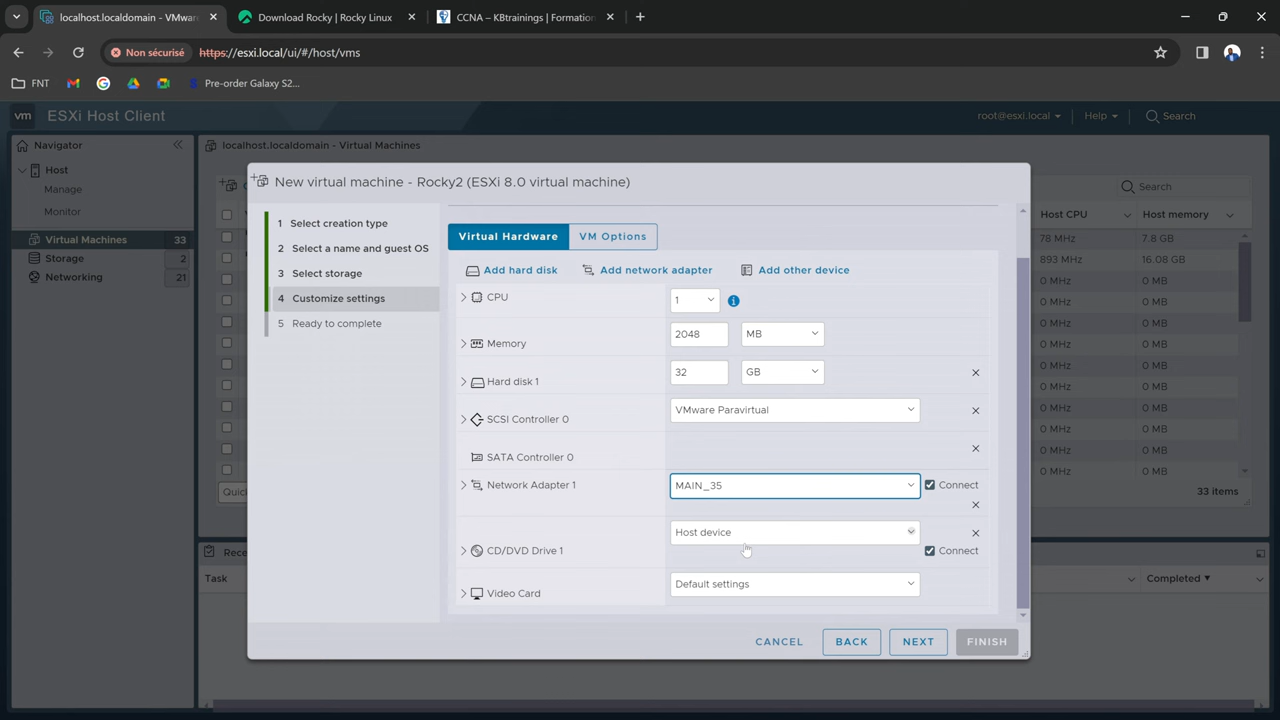 localhost.localdomain - VMwar
Download Rocky | Rocky Linux
CCNA – KBtrainings | Formation
Non sécurisé
https://esxi.local/ui/#/host/vms
FNT
Pre-order Galaxy S2...
vm ESXi Host Client
root@esxi.local
Help
Search
Navigator
localhost.localdomain - Virtual Machines
Host
Manage
Monitor
Virtual Machines 33
Storage 2
Networking 21
Search
Host CPU Host memory
78 MHz 7.8 GB
893 MHz 16.08 GB
0 MHz 0 MB
0 MHz 0 MB
0 MHz 0 MB
0 MHz 0 MB
0 MHz 0 MB
0 MHz 0 MB
0 MHz 0 MB
0 MHz 0 MB
0 MHz 0 MB
0 MHz 0 MB
Quic
33 items
Rece
Task
Completed
New virtual machine - Rocky2 (ESXi 8.0 virtual machine)
1 Select creation type
2 Select a name and guest OS
3 Select storage
4 Customize settings
5 Ready to complete
Virtual Hardware VM Options
Add hard disk Add network adapter Add other device
CPU 1
Memory 2048 MB
Hard disk 1 32 GB
SCSI Controller 0 VMware Paravirtual
SATA Controller 0
Network Adapter 1 MAIN_35 Connect
CD/DVD Drive 1 Host device Connect
Video Card Default settings
CANCEL BACK NEXT FINISH